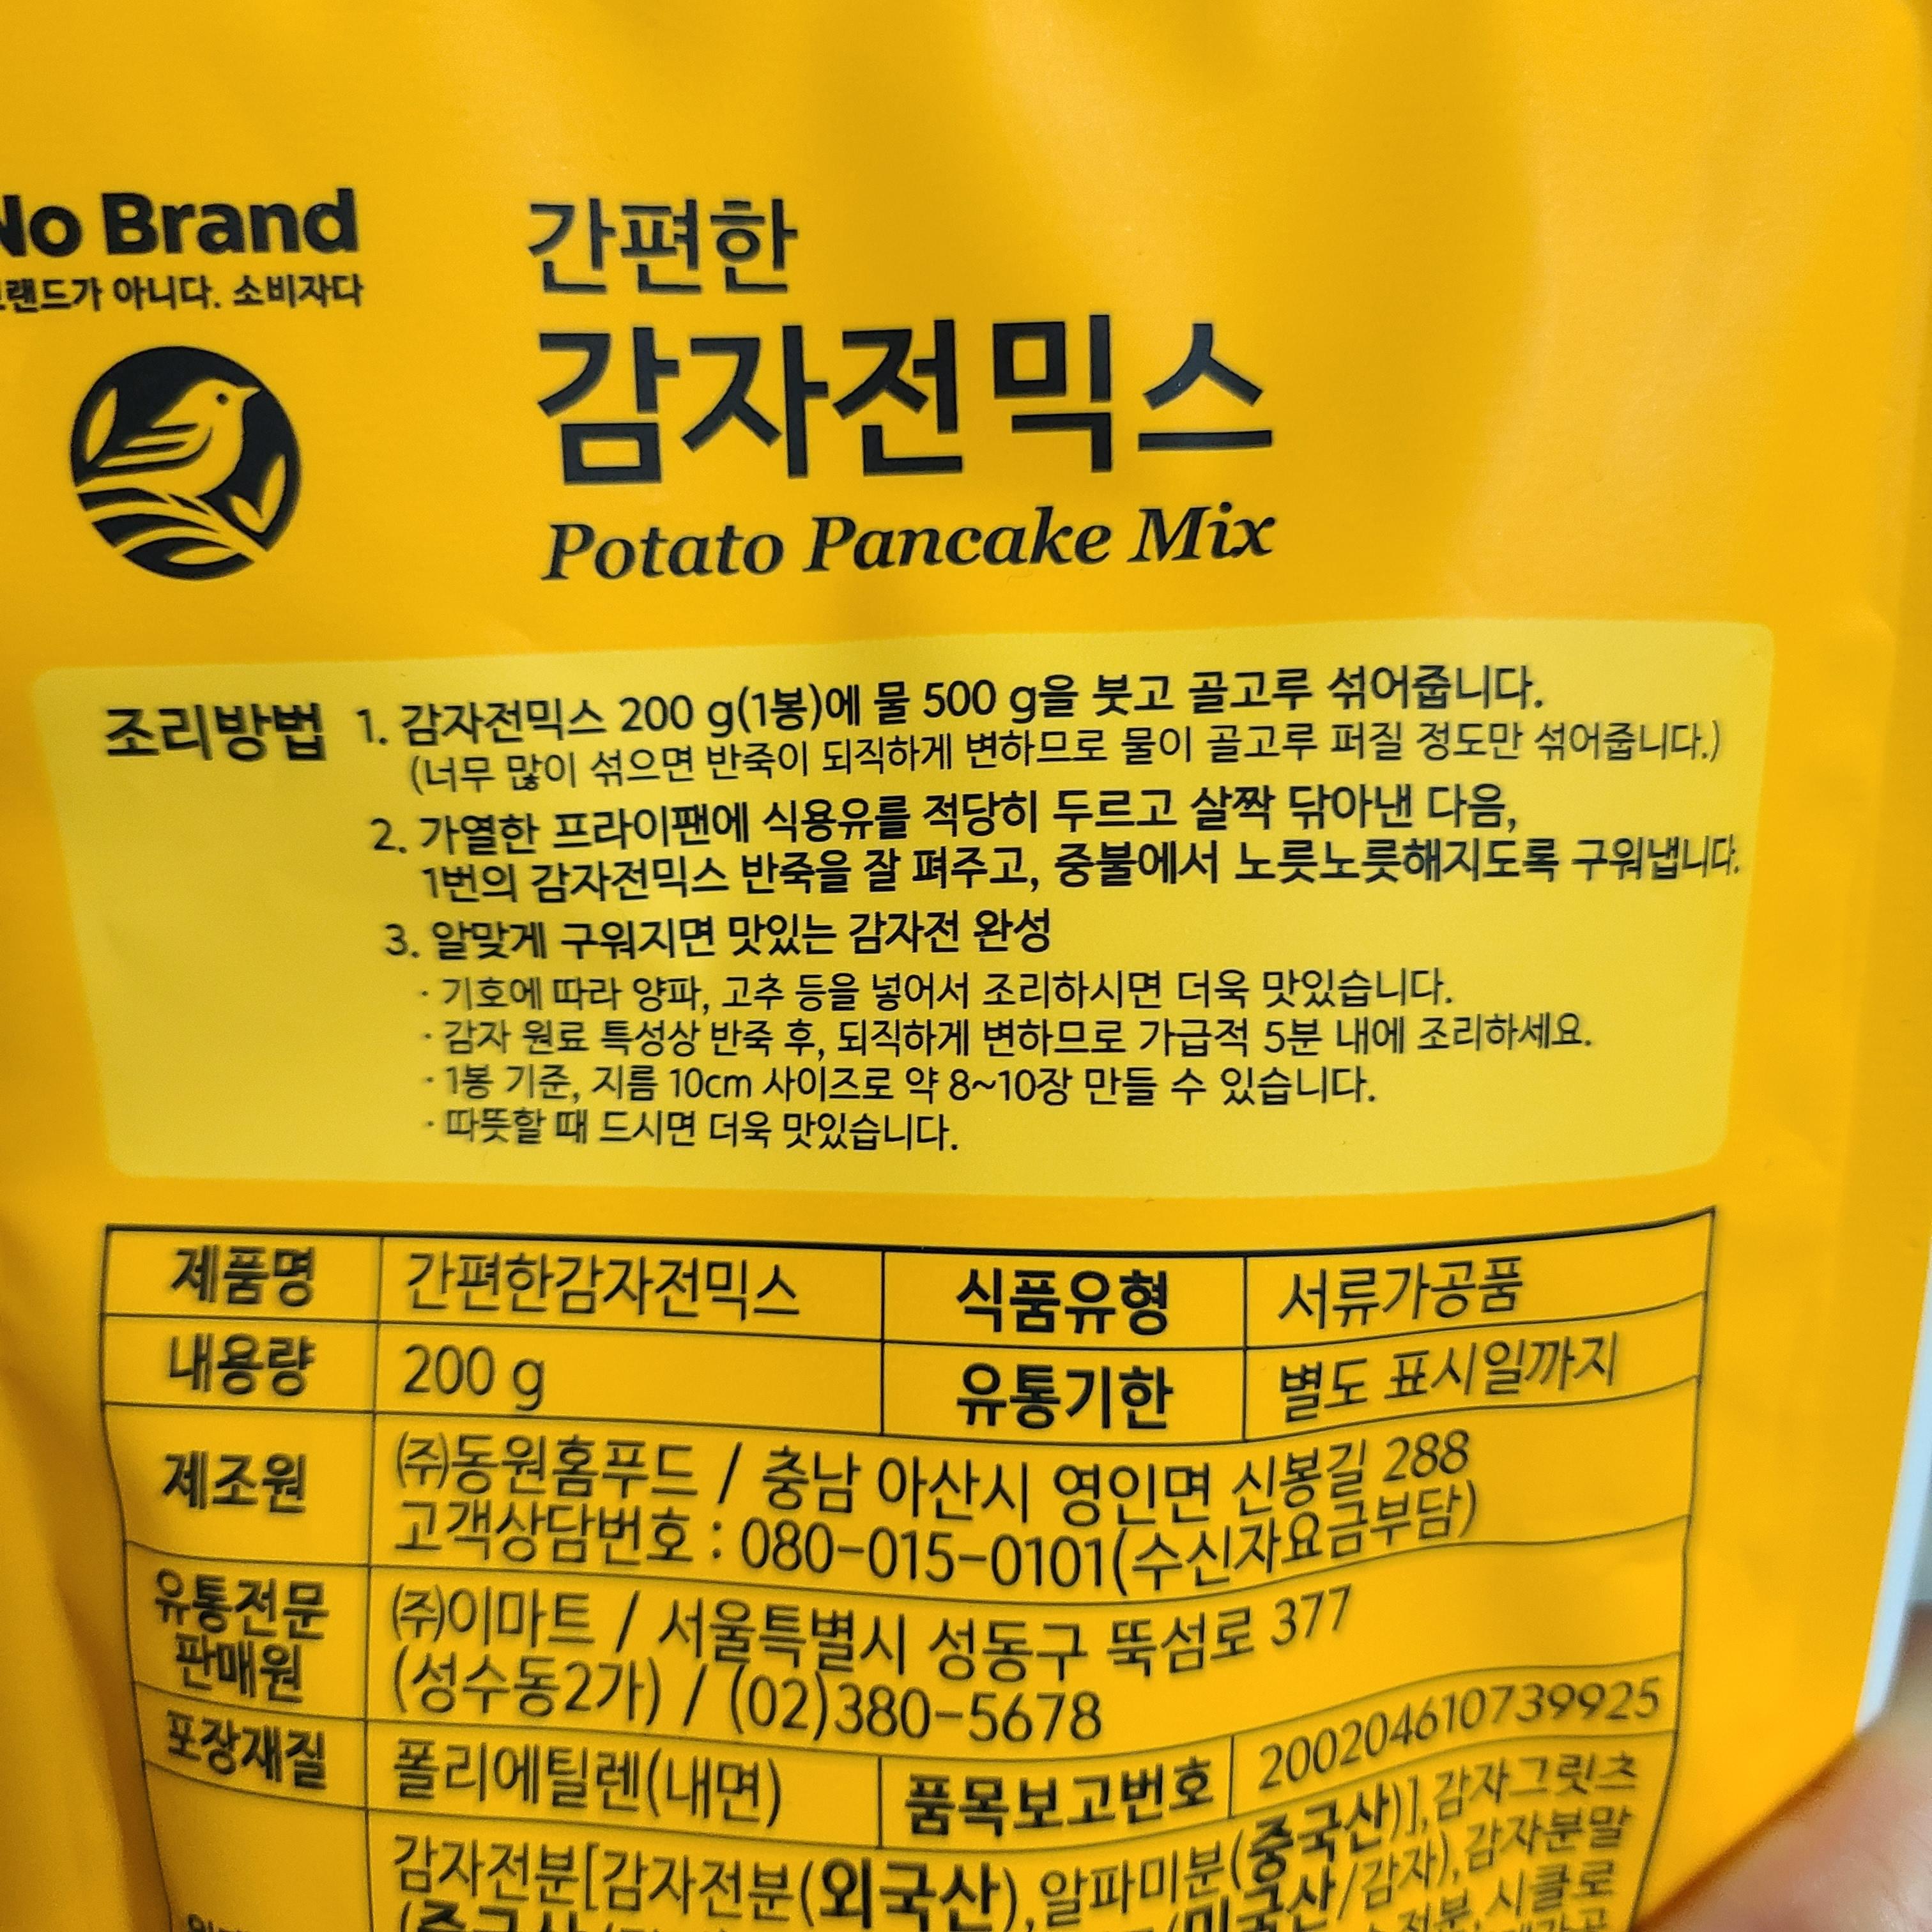 No Brand
브랜드가 아니다. 소비자다
간편한
감자전믹스
Potato Pancake Mix
조리방법
1. 감자전믹스 200 g(1봉)에 물 500 g을 붓고 골고루 섞어줍니다.
(너무 많이 섞으면 반죽이 되직하게 변하므로 물이 골고루 퍼질 정도만 섞어줍니다.)
2. 가열한 프라이팬에 식용유를 적당히 두르고 살짝 닦아낸 다음,
1번의 감자전믹스 반죽을 잘 펴주고, 중불에서 노릇노릇해지도록 구워냅니다.
3. 알맞게 구워지면 맛있는 감자전 완성
· 기호에 따라 양파, 고추 등을 넣어서 조리하시면 더욱 맛있습니다.
· 감자 원료 특성상 반죽 후, 되직하게 변하므로 가급적 5분 내에 조리하세요.
· 1봉 기준, 지름 10cm 사이즈로 약 8~10장 만들 수 있습니다.
· 따뜻할 때 드시면 더욱 맛있습니다.
제품명 간편한감자전믹스 식품유형 서류가공품
내용량 200 g 유통기한 별도 표시일까지
제조원 ㈜동원홈푸드 / 충남 아산시 영인면 신봉길 288
고객상담번호 : 080-015-0101(수신자요금부담)
유통전문
판매원
㈜이마트 / 서울특별시 성동구 뚝섬로 377
(성수동2가) / (02)380-5678
포장재질 폴리에틸렌(내면) 품목보고번호 200204610739925
감자전분[감자전분(외국산),알파미분(중국산)],감자그릿츠
(미국산/감자),감자분말
시클로